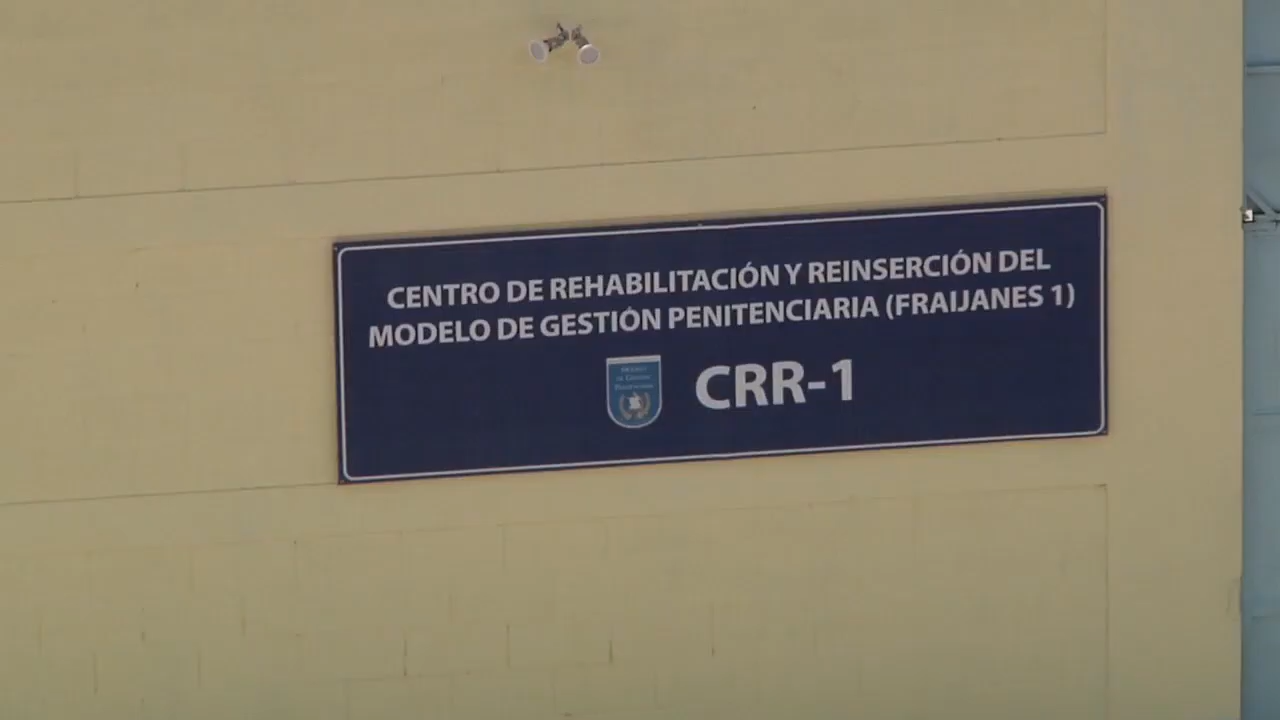 CENTRO DE REHABILITACIÓN Y REINSERCIÓN DEL
MODELO DE GESTIÓN PENITENCIARIA (FRAIJANES 1)
CRR-1